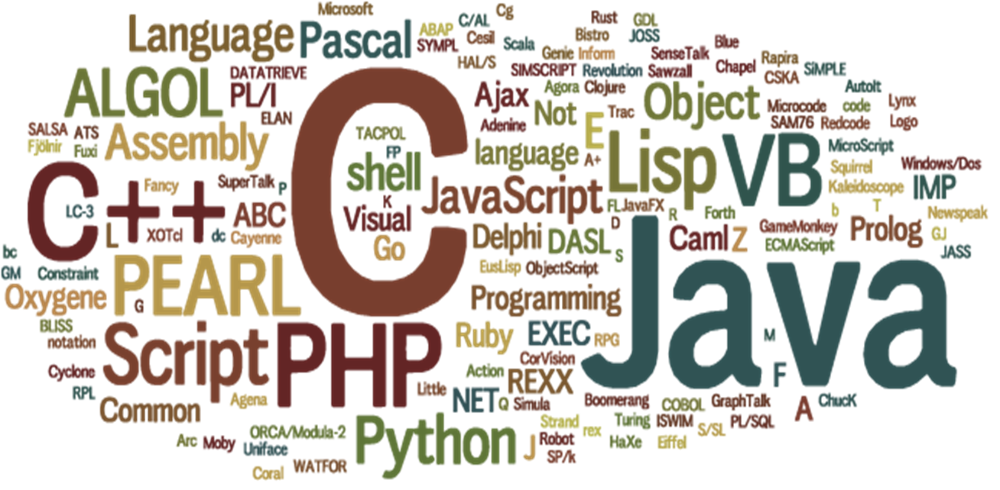 Microsoft
Cg
C/AL
Rust
GDL
Language
Pascal
ABAP
SYMPL
Cesil
Scala
Bistro
JOSS
Blue
HAL/S
Genie
Inform
SenseTalk
Rapira
DATATRIEVE
SIMSCRIPT
Revolution
Sawzall
Chapel
CSKA
SiMPLE
ALGOL
PL/I
C
Ajax
Agora
Clojure
Object
AutoIt
ELAN
Not
Trac
Microcode
code
Lynx
Adenine
SAM76
Redcode
Logo
SALSA
ATS
Assembly
TACPOL
E
Fjölnir
Fuxi
FP
language
A+
Lisp
VB
MicroScript
C++
Fancy
SuperTalk
P
shell
JavaScript
Squirrel
Windows/Dos
Kaleidoscope
IMP
LC-3
ABC
K
Visual
FL
JavaFX
R
Forth
b
T
Newspeak
L
XOTcl
dc
Cayenne
Go
Delphi
DASL
D
S
Caml
Z
GameMonkey
ECMAScript
Prolog
GJ
JASS
bc
GM
Constraint
PEARL
EusLisp
ObjectScript
Java
Oxygene
G
Programming
BLISS
notation
Script
PHP
Ruby
EXEC
RPG
M
CorVision
Cyclone
Action
REXX
F
RPL
Little
Common
Agena
NET
Q
Simula
Boomerang
COBOL
GraphTalk
A
ChucK
Strand
rex
Turing
ISWIM
S/SL
PL/SQL
ORCA/Modula-2
Python
Arc
Moby
Uniface
J
Robot
HaXe
Eiffel
SP/k
Coral
WATFOR